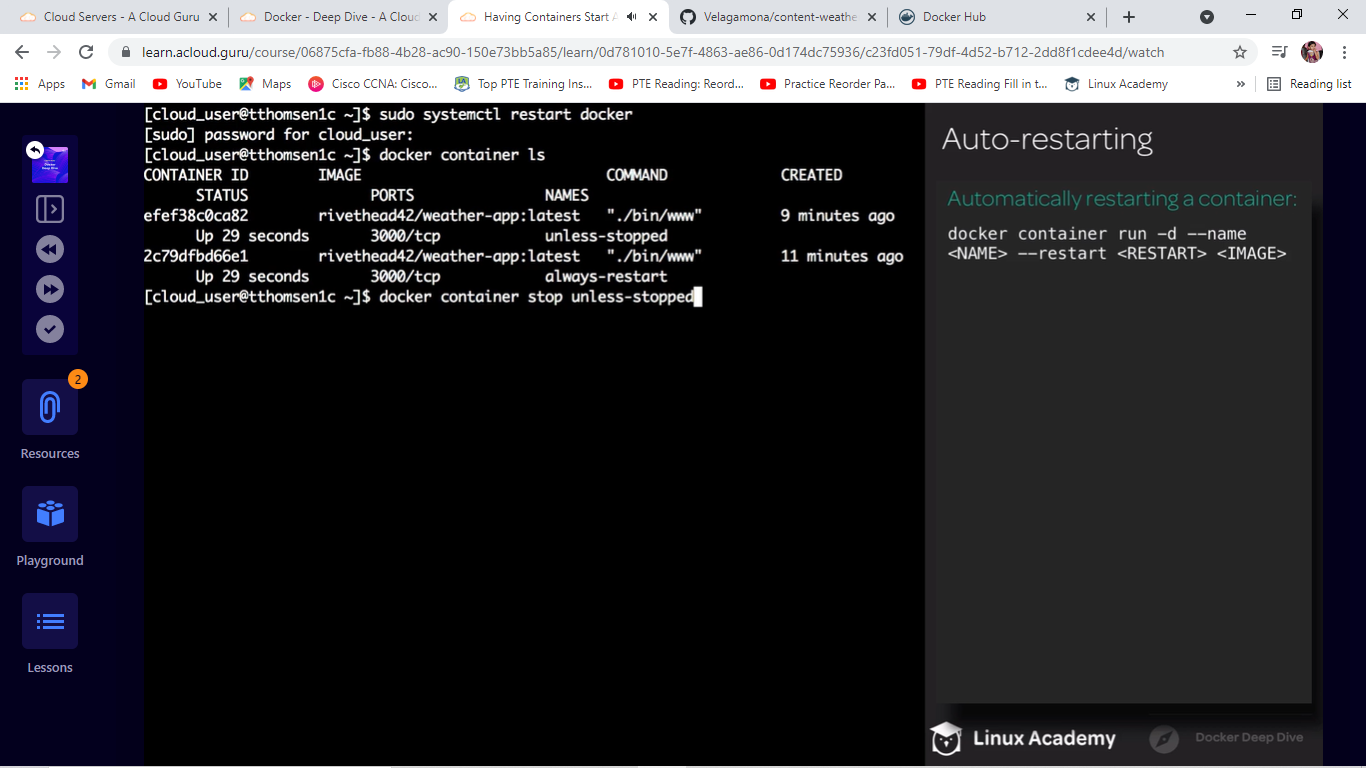 Cloud Servers - A Cloud Guru
Docker - Deep Dive - A Cloud
Having Containers Start A
Velagamona/content-weathe
Docker Hub
learn.acloud.guru/course/06875cfa-fb88-4b28-ac90-150e73bb5a85/learn/0d781010-5e7f-4863-ae86-0d174dc75936/c23fd051-79df-4d52-b712-2dd8f1cdee4d/watch
Apps
Gmail
YouTube
Maps
Cisco CCNA: Cisco...
Top PTE Training Ins...
PTE Reading: Reord...
Practice Reorder Pa...
PTE Reading Fill in t...
Linux Academy
»
Reading list
[cloud_user@tthomsen1c ~]$ sudo systemctl restart docker
[sudo] password for cloud_user:
[cloud_user@tthomsen1c ~]$ docker container ls
CONTAINER ID IMAGE COMMAND CREATED
STATUS PORTS NAMES
efef38c0ca82 rivethead42/weather-app:latest "./bin/www" 9 minutes ago
Up 29 seconds 3000/tcp unless-stopped
2c79dfbd66e1 rivethead42/weather-app:latest "./bin/www" 11 minutes ago
Up 29 seconds 3000/tcp always-restart
[cloud_user@tthomsen1c ~]$ docker container stop unless-stopped
Docker
Deep Dive
2
Resources
Playground
Lessons
Auto-restarting
Automatically restarting a container:
docker container run -d --name
<NAME> --restart <RESTART> <IMAGE>
Linux Academy
Docker Deep Dive